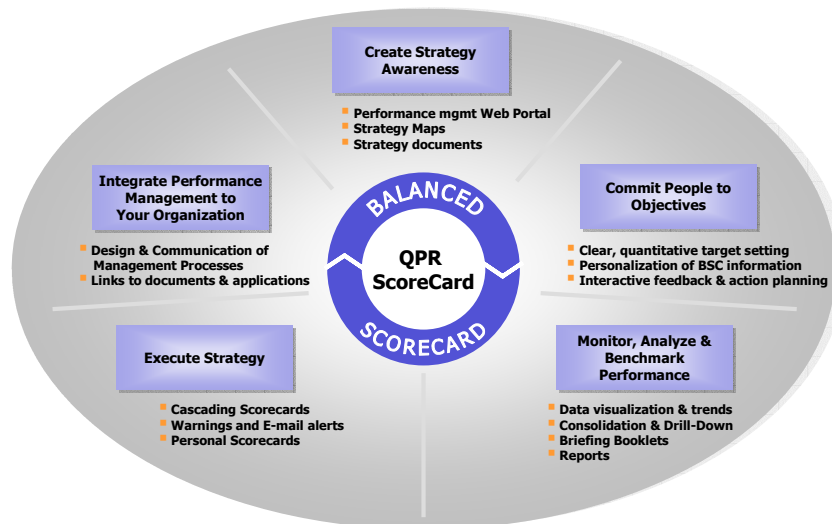 Create Strategy
Awareness
Performance mgmt Web Portal
Strategy Maps
Strategy documents
Integrate Performance
Management to
Your Organization
Design & Communication of
Management Processes
Links to documents & applications
BALANCED
QPR
ScoreCard
SCORECARD
Commit People to
Objectives
Clear, quantitative target setting
Personalization of BSC information
Interactive feedback & action planning
Execute Strategy
Cascading Scorecards
Warnings and E-mail alerts
Personal Scorecards
Monitor, Analyze &
Benchmark
Performance
Data visualization & trends
Consolidation & Drill-Down
Briefing Booklets
Reports